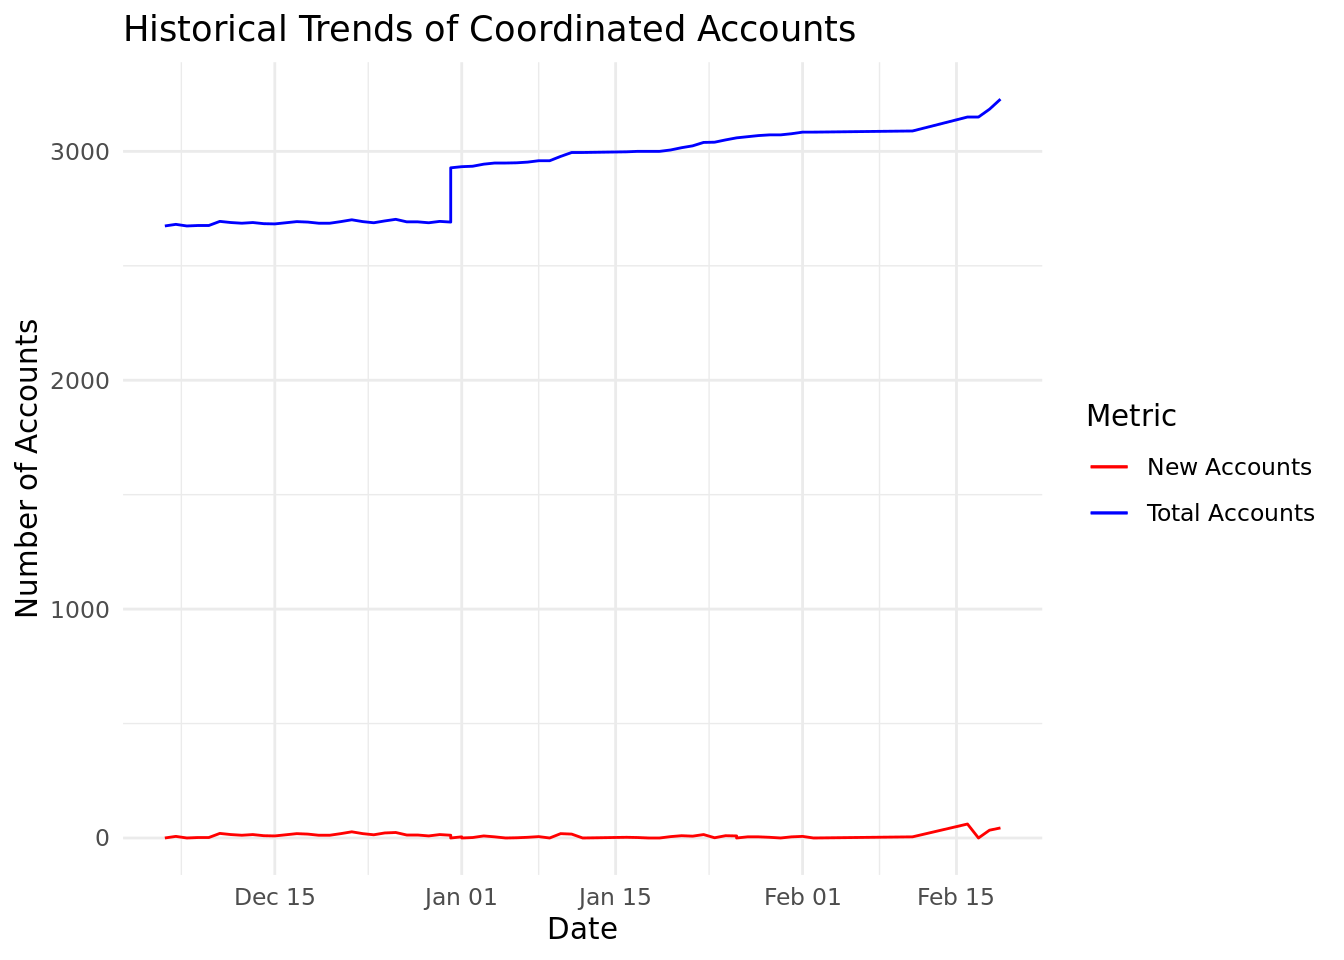 Historical Trends of Coordinated Accounts
Number of Accounts
3000
2000
1000
0
Dec 15
Jan 01
Jan 15
Feb 01
Feb 15
Date
Metric
New Accounts
Total Accounts